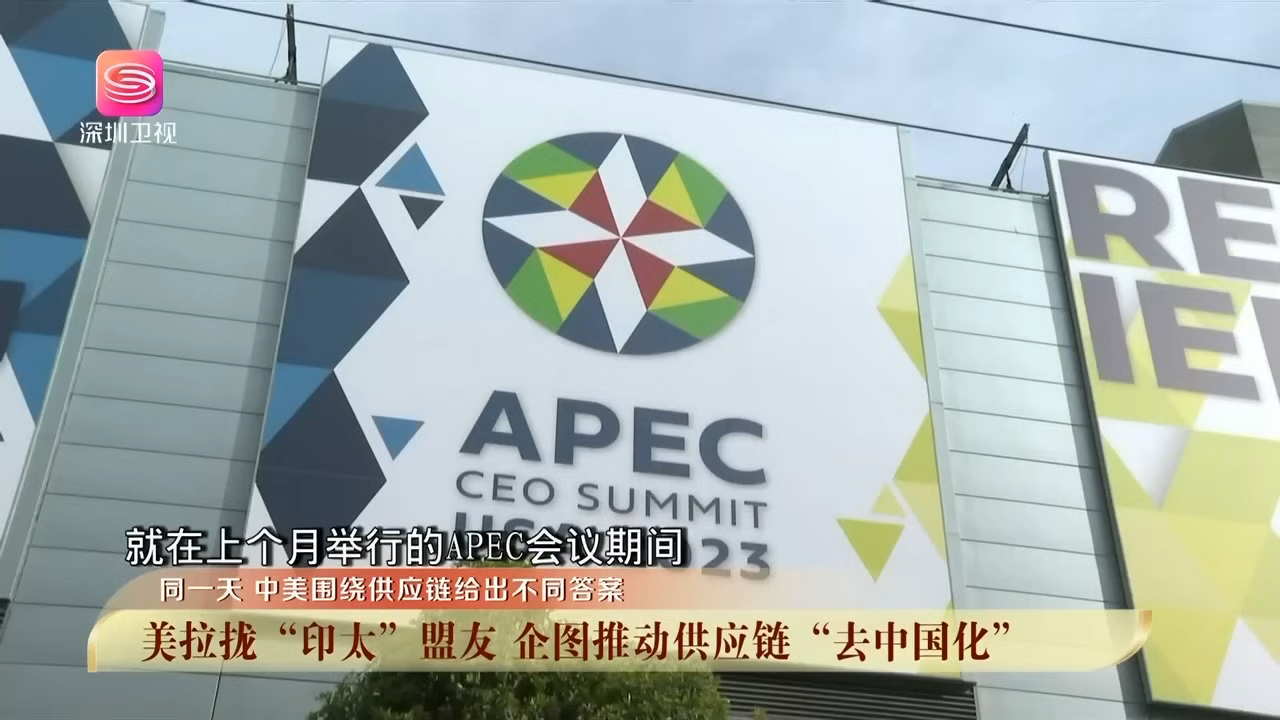 深圳卫视
RE
IE
APEC
CEO SUMMIT
23
就在上个月举行的APEC会议期间
同一天 中美围绕供应链给出不同答案
美拉拢“印太”盟友 企图推动供应链“去中国化”